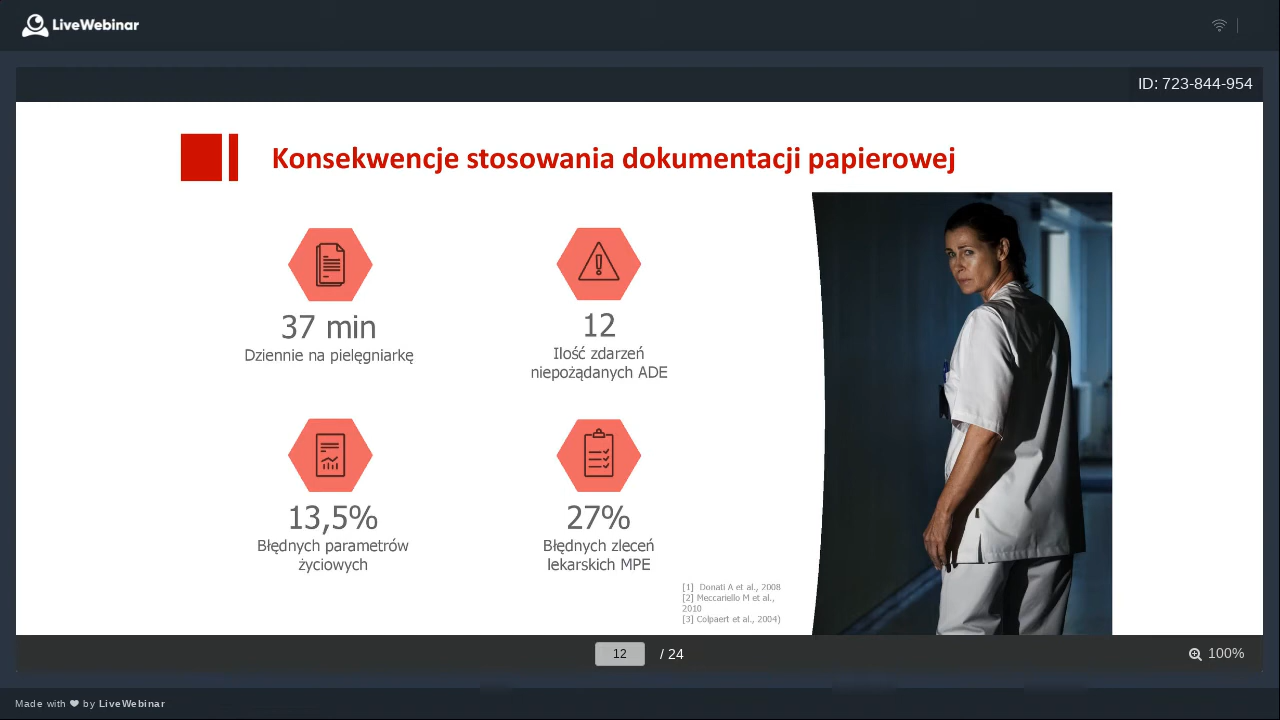 LiveWebinar
ID: 723-844-954
Konsekwencje stosowania dokumentacji papierowej
37 min
Dziennie na pielęgniarkę
12
Ilość zdarzeń
niepożądanych ADE
13,5%
Błędnych parametrów
życiowych
27%
Błędnych zleceń
lekarskich MPE
[1] Donati A et al., 2008
[2] Meccariello M et al.,
2010
[3] Colpaert et al., 2004)
12 / 24
100%
Made with ❤ by LiveWebinar